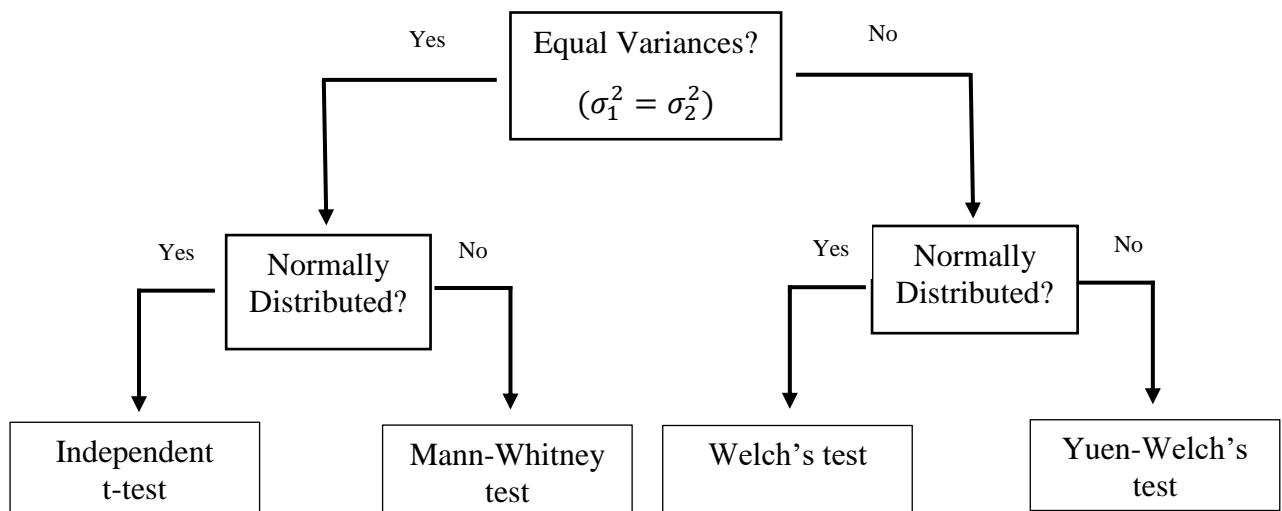 Yes
Equal Variances?
No
(σ₁² = σ₂²)
Yes
Normally
Distributed?
No
Yes
Normally
Distributed?
No
Independent
t-test
Mann-Whitney
test
Welch’s test
Yuen-Welch’s
test